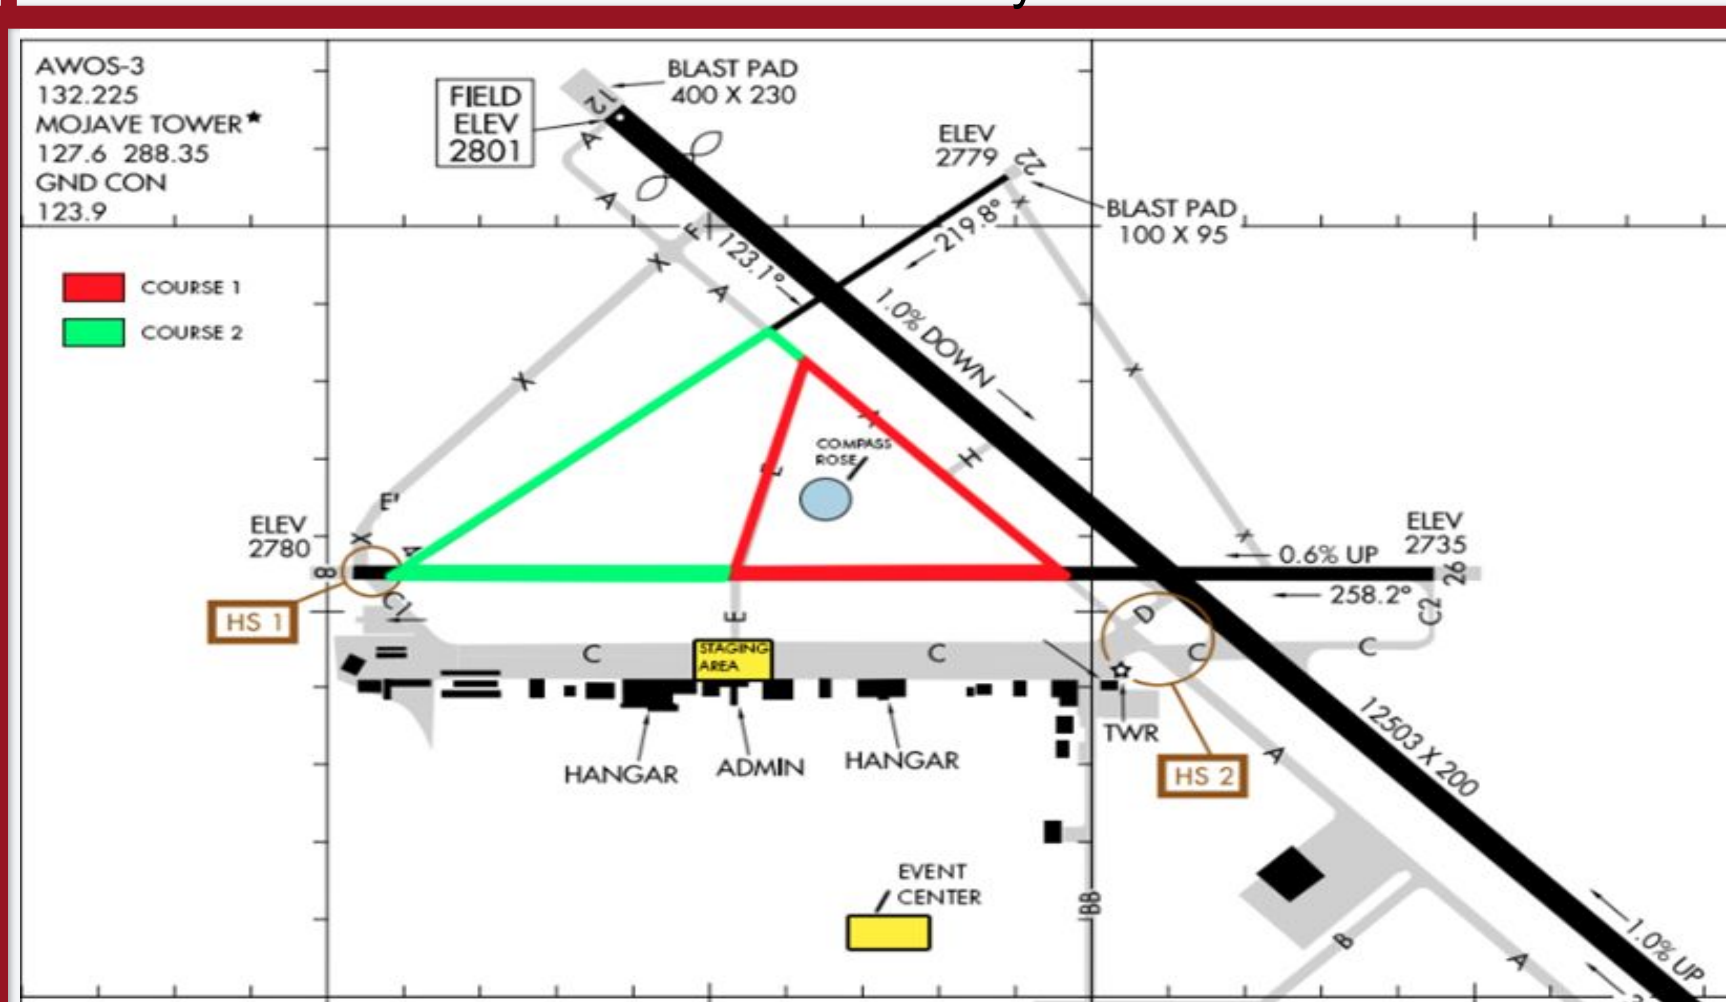 AWOS-3
132.225
MOJAVE TOWER★
127.6 288.35
GND CON
123.9
FIELD
ELEV
2801
BLAST PAD
400 X 230
12
A
A
F
X
A
123.1°
ELEV
2779
22
X
BLAST PAD
100 X 95
219.8°
1.0% DOWN
COURSE 1
COURSE 2
X
X
A
H
COMPASS
ROSE
E
E'
X
A
ELEV
2780
8
HS 1
C1
X
0.6% UP
ELEV
2735
26
258.2°
C2
E
D
C
STAGING
AREA
C
C
C
HANGAR
ADMIN
HANGAR
TWR
HS 2
A
12503 X 200
EVENT
CENTER
BB
B
A
1.0% UP